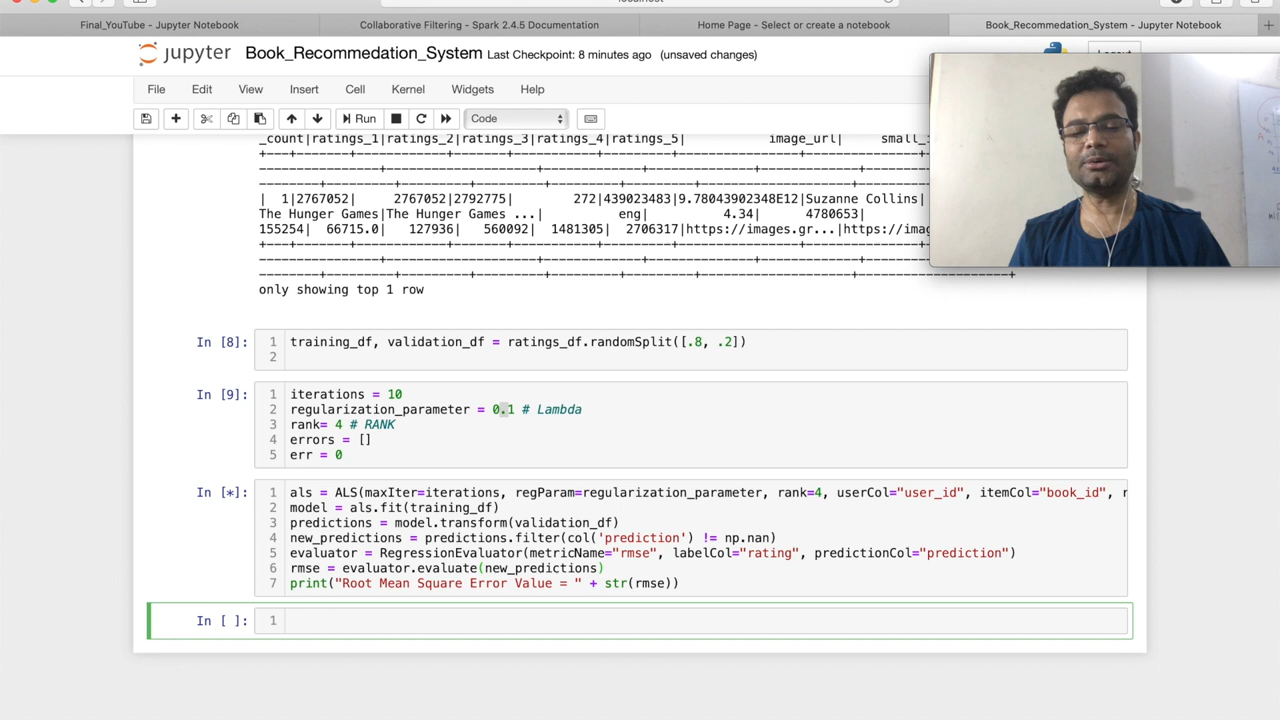 localhost
Final_YouTube - Jupyter Notebook
Collaborative Filtering - Spark 2.4.5 Documentation
Home Page - Select or create a notebook
Book_Recommedation_System - Jupyter Notebook
jupyter Book_Recommedation_System Last Checkpoint: 8 minutes ago (unsaved changes)
Logout
File Edit View Insert Cell Kernel Widgets Help
Run Code
_count|ratings_1|ratings_2|ratings_3|ratings_4|ratings_5| image_url| small_i
+----+---------+---------+---------+---------+---------+--------------------+
| 1|2767052| 2767052|2792775| 272|439023483|9.78043902348E12|Suzanne Collins|
The Hunger Games|The Hunger Games ...| eng| 4.34| 4780653|
155254| 66715.0| 127936| 560092| 1481305| 2706317|https://images.gr...|https://imag
only showing top 1 row
In [8]:
1 training_df, validation_df = ratings_df.randomSplit([.8, .2])
2
In [9]:
1 iterations = 10
2 regularization_parameter = 0.1 # Lambda
3 rank= 4 # RANK
4 errors = []
5 err = 0
In [*]:
1 als = ALS(maxIter=iterations, regParam=regularization_parameter, rank=4, userCol="user_id", itemCol="book_id", r
2 model = als.fit(training_df)
3 predictions = model.transform(validation_df)
4 new_predictions = predictions.filter(col('prediction') != np.nan)
5 evaluator = RegressionEvaluator(metricName="rmse", labelCol="rating", predictionCol="prediction")
6 rmse = evaluator.evaluate(new_predictions)
7 print("Root Mean Square Error Value = " + str(rmse))
In [ ]: 1